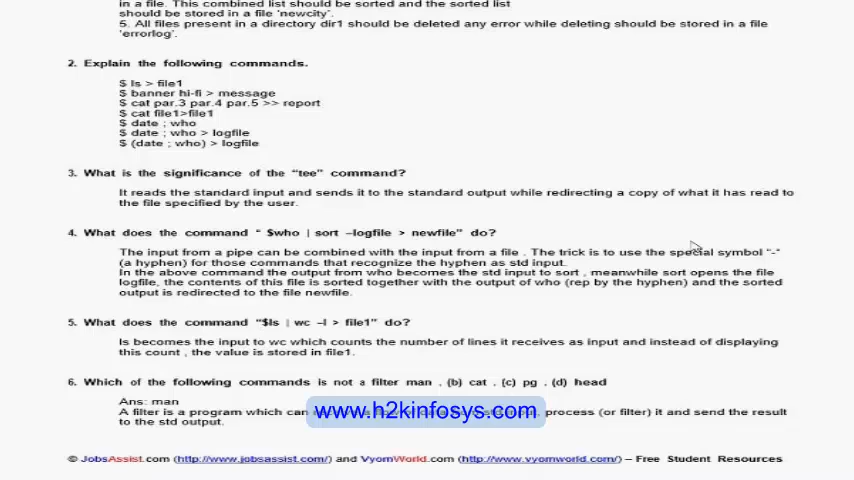 in a file. This combined list should be sorted and the sorted list
should be stored in a file 'newcity'.
5. All files present in a directory dir1 should be deleted any error while deleting should be stored in a file
'errorlog'.
2. Explain the following commands.
$ ls > file1
$ banner hi-fi > message
$ cat par.3 par.4 par.5 >> report
$ cat file1>file1
$ date ; who
$ date ; who > logfile
$ (date ; who) > logfile
3. What is the significance of the "tee" command?
It reads the standard input and sends it to the standard output while redirecting a copy of what it has read to
the file specified by the user.
4. What does the command " $who | sort –logfile > newfile" do?
The input from a pipe can be combined with the input from a file . The trick is to use the special symbol "-"
(a hyphen) for those commands that recognize the hyphen as std input.
In the above command the output from who becomes the std input to sort , meanwhile sort opens the file
logfile, the contents of this file is sorted together with the output of who (rep by the hyphen) and the sorted
output is redirected to the file newfile.
5. What does the command "$ls | wc –l > file1" do?
ls becomes the input to wc which counts the number of lines it receives as input and instead of displaying
this count , the value is stored in file1.
6. Which of the following commands is not a filter man , (b) cat , (c) pg , (d) head
Ans: man
A filter is a program which can process (or filter) it and send the result
www.h2kinfosys.com
to the std output.
© JobsAssist.com (http://www.jobsassist.com/) and VyomWorld.com (http://www.vyomworld.com/) – Free Student Resources